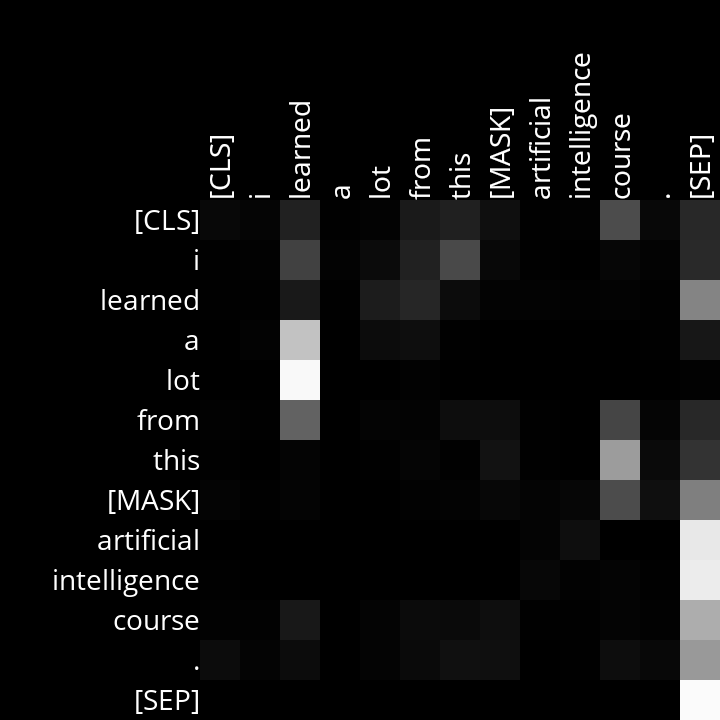 [CLS] i learned a lot from this [MASK] artificial intelligence course . [SEP]
[CLS]
i
learned
a
lot
from
this
[MASK]
artificial
intelligence
course
.
[SEP]